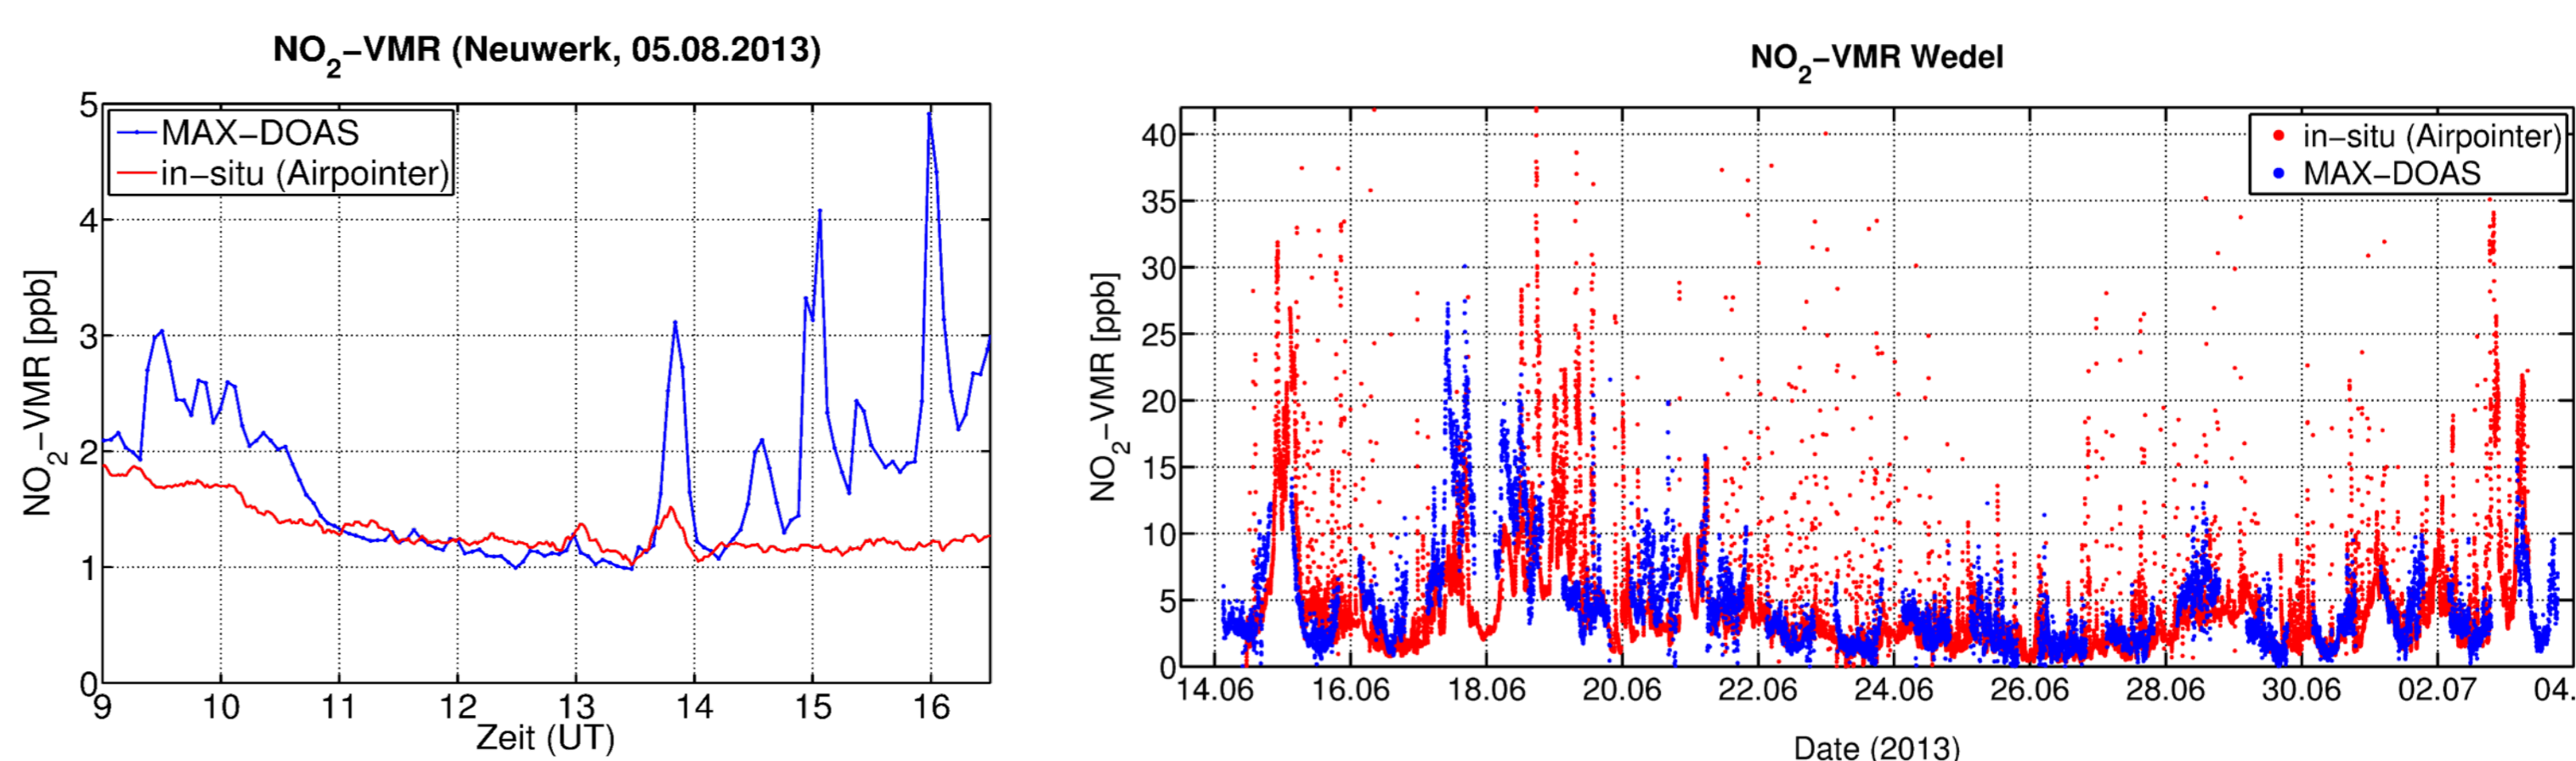 NO2–VMR (Neuwerk, 05.08.2013)
MAX–DOAS
in–situ (Airpointer)
NO2–VMR [ppb]
5
4
3
2
1
0
9 10 11 12 13 14 15 16
Zeit (UT)
NO2–VMR Wedel
in–situ (Airpointer)
MAX–DOAS
NO2–VMR [ppb]
40
35
30
25
20
15
10
5
0
14.06 16.06 18.06 20.06 22.06 24.06 26.06 28.06 30.06 02.07 04.
Date (2013)